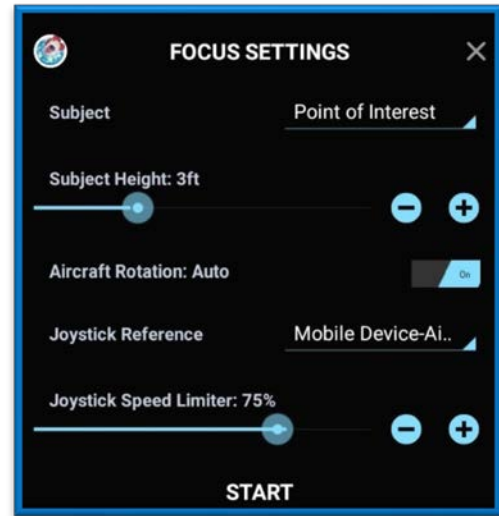 FOCUS SETTINGS
Subject Point of Interest
Subject Height: 3ft
Aircraft Rotation: Auto On
Joystick Reference Mobile Device-Ai..
Joystick Speed Limiter: 75%
START